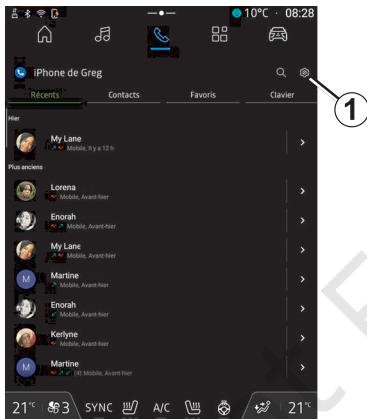 10°C · 08:28
iPhone de Greg
Récents Contacts Favoris Clavier
1
Hier
My Lane
Mobile, Il y a 12 h
Plus anciens
Lorena
Mobile, Avant-hier
Enorah
Mobile, Avant-hier
My Lane
Mobile, Avant-hier
M Martine
Mobile, Avant-hier
Enorah
Mobile, Avant-hier
Kerlyne
Mobile, Avant-hier
M Martine
(4) Mobile, Avant-hier
21°C 3 SYNC A/C 21°C